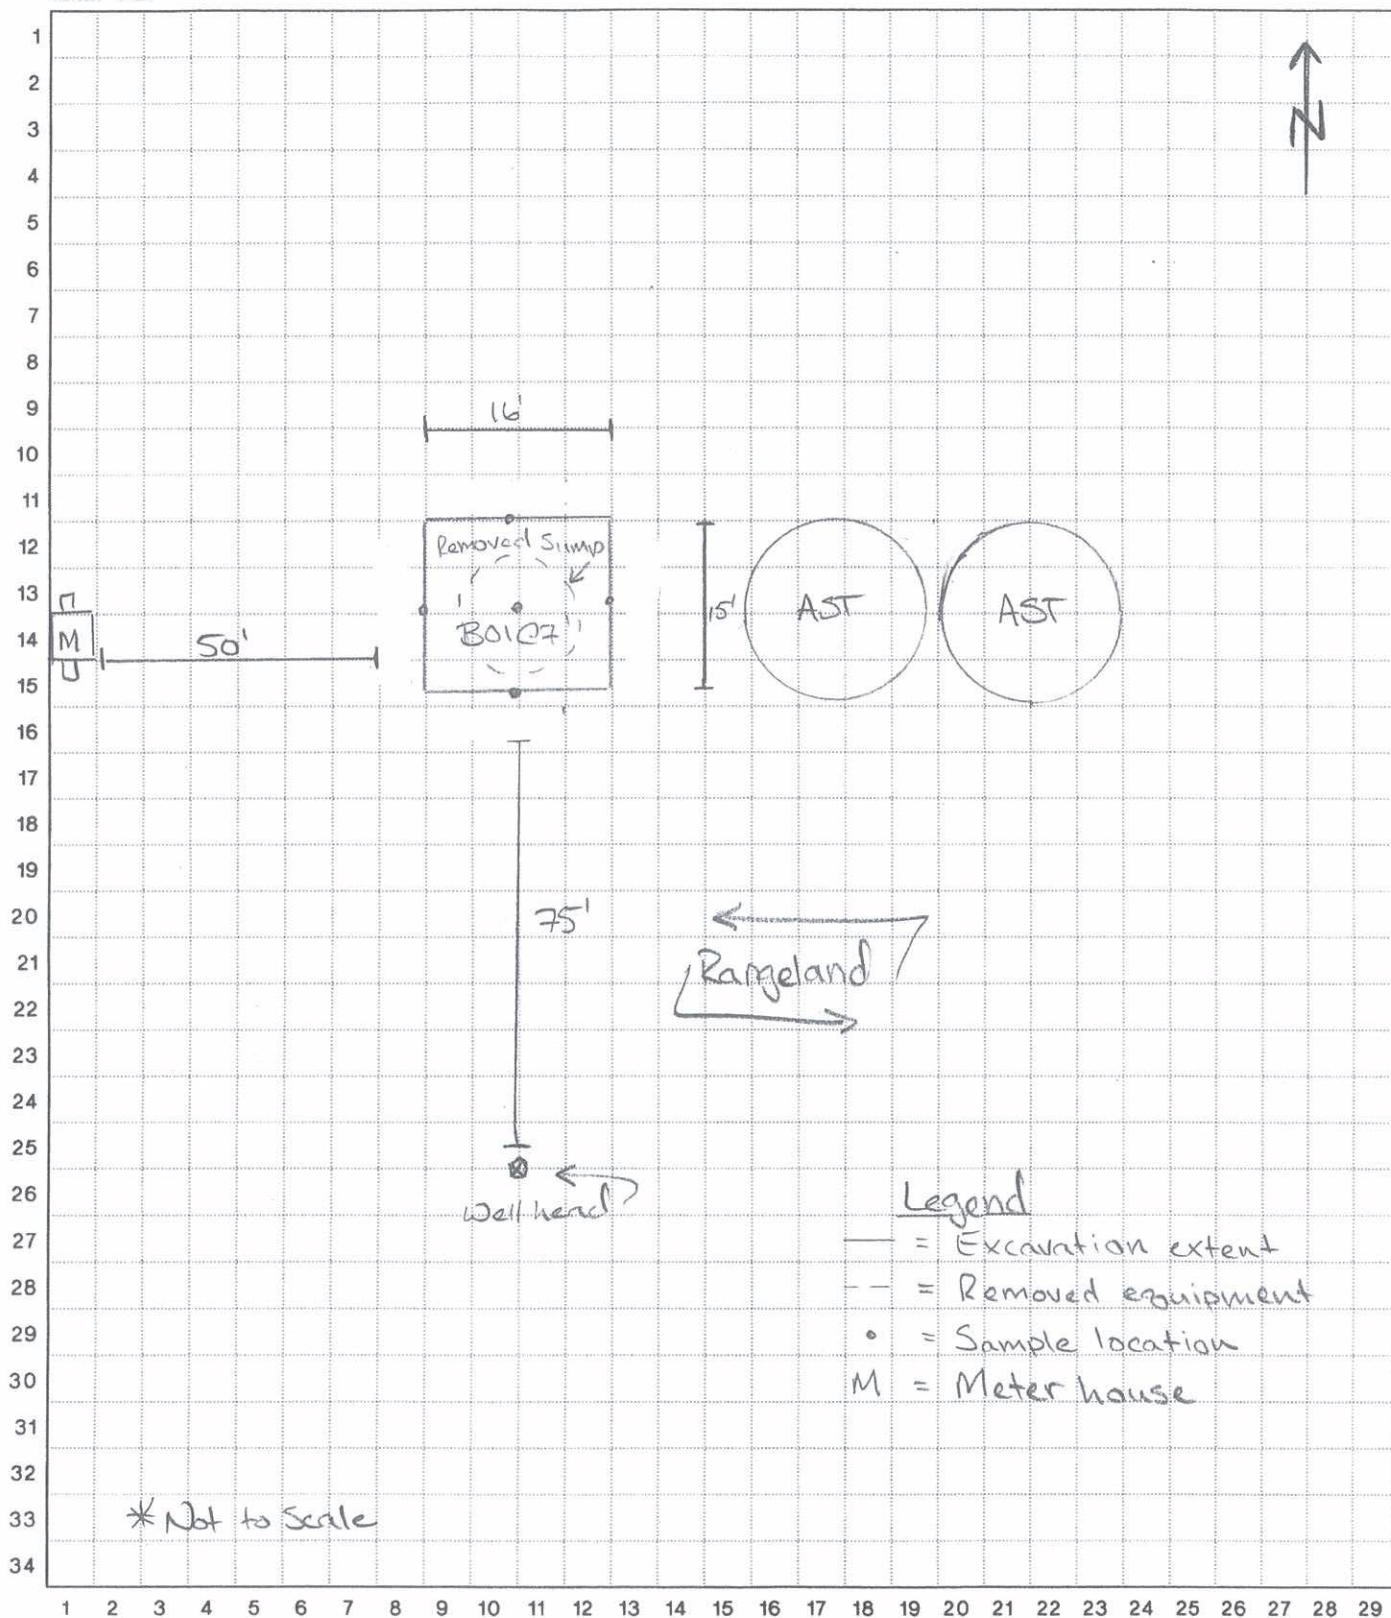 1
2
3
4
5
6
7
8
9
10
11
12
13
14
15
16
17
18
19
20
21
22
23
24
25
26
27
28
29
30
31
32
33
34
N
16'
Removed Sump
B01@7'
M
50'
15'
AST
AST
75'
Rangeland
Well head
Legend
— = Excavation extent
-- = Removed equipment
• = Sample location
M = Meter house
* Not to Scale
1 2 3 4 5 6 7 8 9 10 11 12 13 14 15 16 17 18 19 20 21 22 23 24 25 26 27 28 29